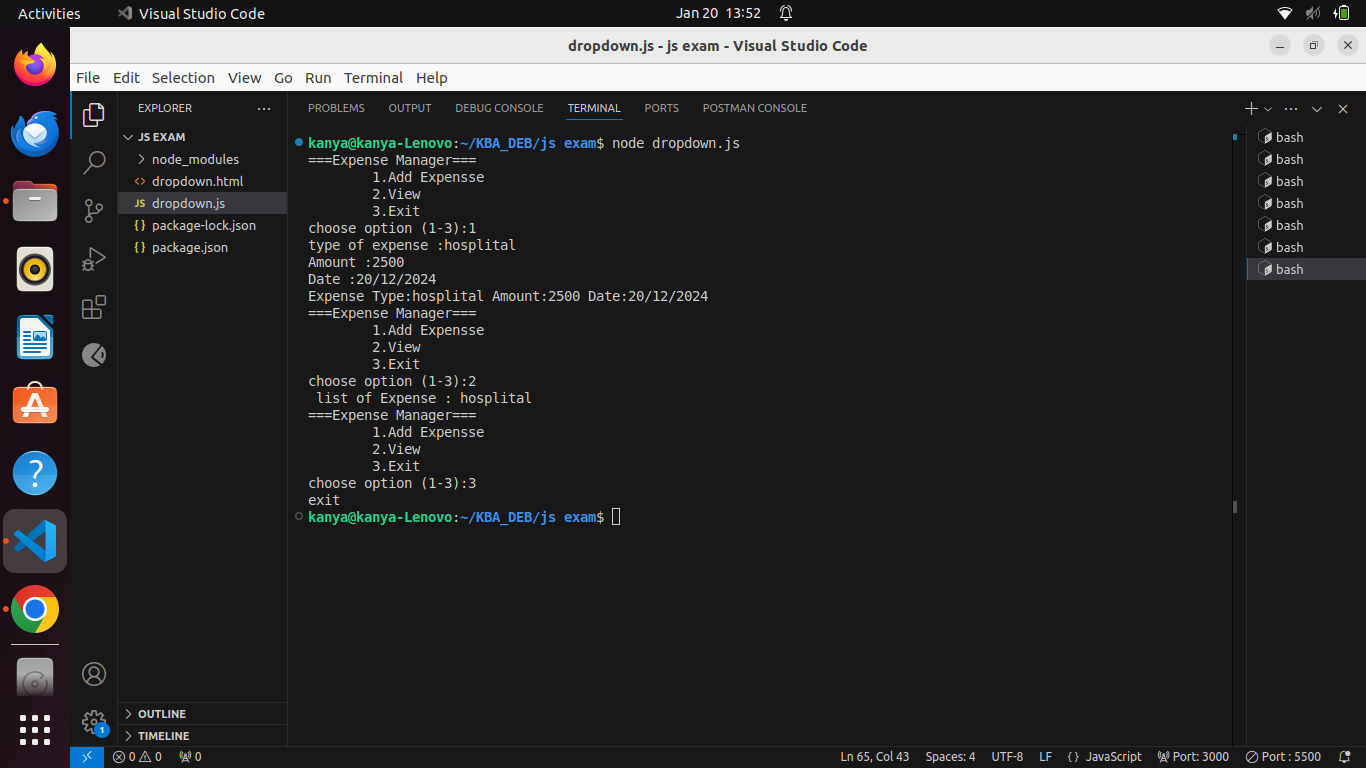 Activities Visual Studio Code Jan 20 13:52
dropdown.js - js exam - Visual Studio Code
File Edit Selection View Go Run Terminal Help
EXPLORER ... PROBLEMS OUTPUT DEBUG CONSOLE TERMINAL PORTS POSTMAN CONSOLE
JS EXAM
node_modules
<> dropdown.html
JS dropdown.js
{} package-lock.json
{} package.json
kanya@kanya-Lenovo:~/KBA_DEB/js exam$ node dropdown.js
===Expense Manager===
1.Add Expensse
2.View
3.Exit
choose option (1-3):1
type of expense :hosplital
Amount :2500
Date :20/12/2024
Expense Type:hosplital Amount:2500 Date:20/12/2024
===Expense Manager===
1.Add Expensse
2.View
3.Exit
choose option (1-3):2
list of Expense : hosplital
===Expense Manager===
1.Add Expensse
2.View
3.Exit
choose option (1-3):3
exit
kanya@kanya-Lenovo:~/KBA_DEB/js exam$
bash
bash
bash
bash
bash
bash
bash
OUTLINE
TIMELINE
1
0 0 0 Ln 65, Col 43 Spaces: 4 UTF-8 LF {} JavaScript Port: 3000 Port : 5500